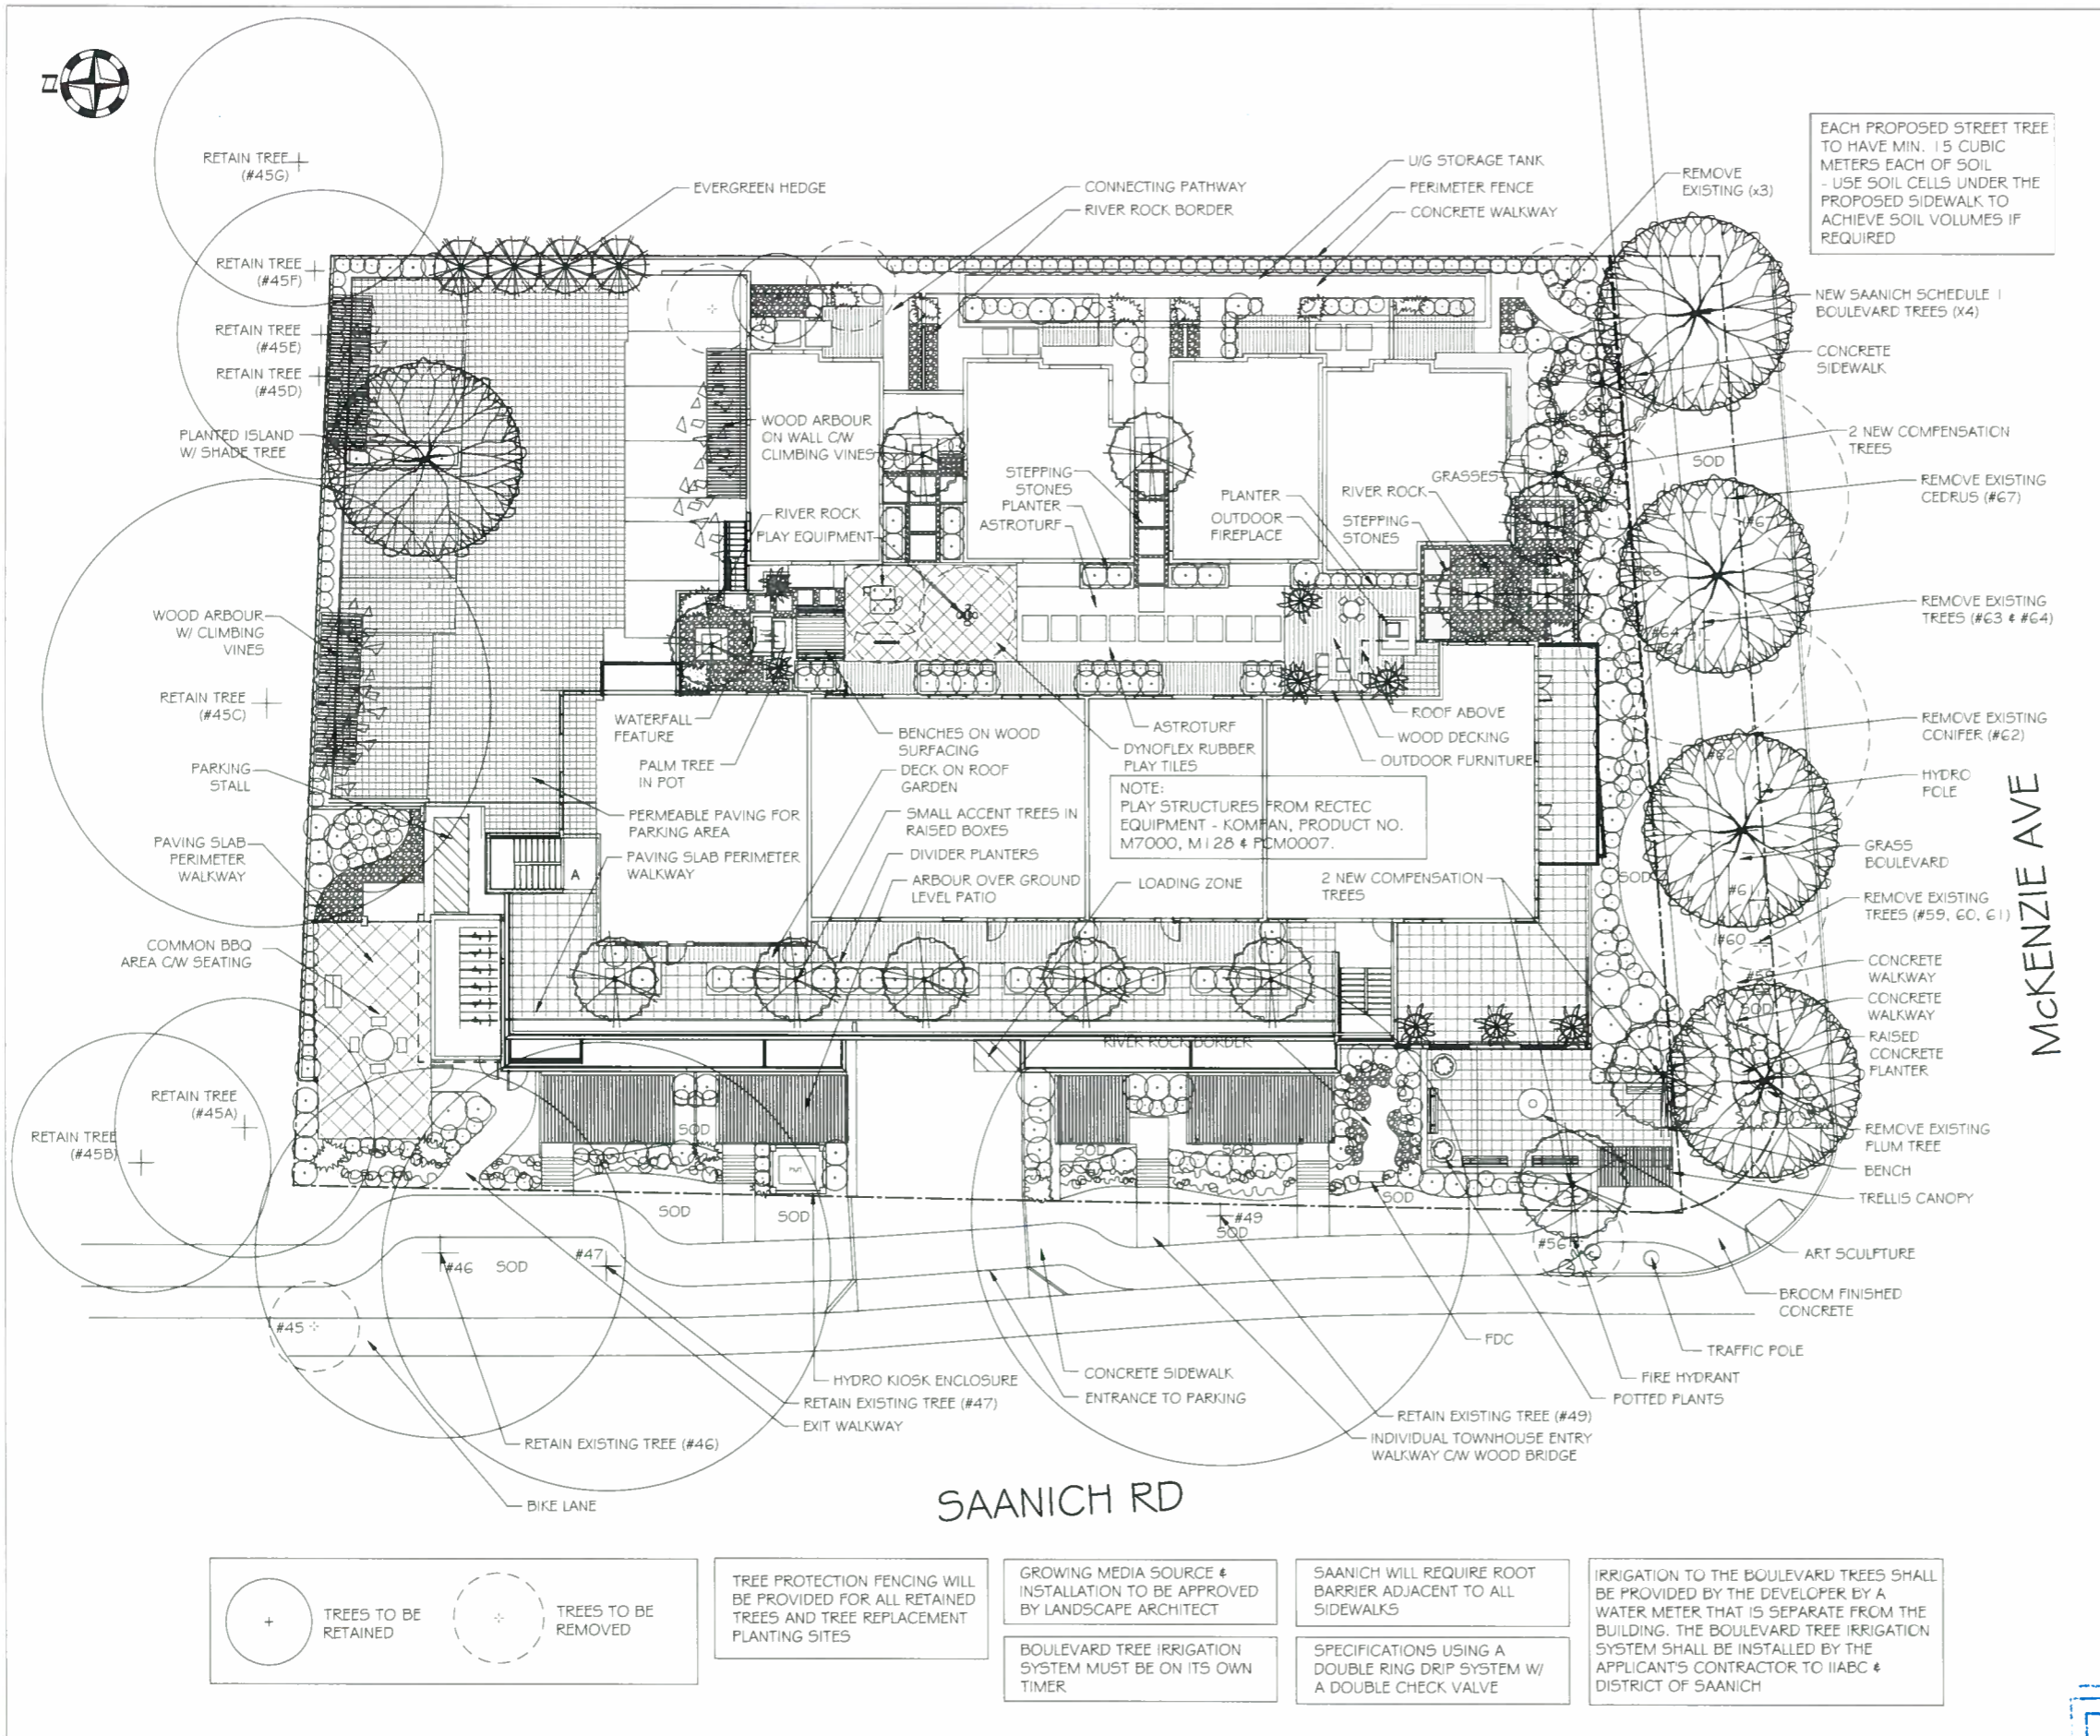 N
EACH PROPOSED STREET TREE
TO HAVE MIN. 15 CUBIC
METERS EACH OF SOIL
- USE SOIL CELLS UNDER THE
PROPOSED SIDEWALK TO
ACHIEVE SOIL VOLUMES IF
REQUIRED
RETAIN TREE
(#45G)
EVERGREEN HEDGE
CONNECTING PATHWAY
RIVER ROCK BORDER
U/G STORAGE TANK
PERIMETER FENCE
CONCRETE WALKWAY
REMOVE
EXISTING (x3)
RETAIN TREE
(#45F)
RETAIN TREE
(#45E)
RETAIN TREE
(#45D)
PLANTED ISLAND
W/ SHADE TREE
WOOD ARBOUR
W/ CLIMBING
VINES
RETAIN TREE
(#45C)
PARKING
STALL
PAVING SLAB
PERIMETER
WALKWAY
COMMON BBQ
AREA C/W SEATING
RETAIN TREE
(#45A)
RETAIN TREE
(#45B)
WOOD ARBOUR
ON WALL C/W
CLIMBING VINES
RIVER ROCK
PLAY EQUIPMENT
STEPPING
STONES
PLANTER
ASTROTURF
PLANTER
OUTDOOR
FIREPLACE
GRASSES
RIVER ROCK
STEPPING
STONES
WATERFALL
FEATURE
PALM TREE
IN POT
PERMEABLE PAVING FOR
PARKING AREA
PAVING SLAB PERIMETER
WALKWAY
A
BENCHES ON WOOD
SURFACING
DECK ON ROOF
GARDEN
SMALL ACCENT TREES IN
RAISED BOXES
DIVIDER PLANTERS
ARBOUR OVER GROUND
LEVEL PATIO
ASTROTURF
DYNOFLEX RUBBER
PLAY TILES
NOTE:
PLAY STRUCTURES FROM RECTEC
EQUIPMENT - KOMPAN, PRODUCT NO.
M7000, M128 & PCM0007.
LOADING ZONE
ROOF ABOVE
WOOD DECKING
OUTDOOR FURNITURE
2 NEW COMPENSATION
TREES
RIVER ROCK BORDER
NEW SAANICH SCHEDULE 1
BOULEVARD TREES (X4)
CONCRETE
SIDEWALK
2 NEW COMPENSATION
TREES
SOD
REMOVE EXISTING
CEDRUS (#67)
REMOVE EXISTING
TREES (#63 & #64)
REMOVE EXISTING
CONIFER (#62)
HYDRO
POLE
GRASS
BOULEVARD
REMOVE EXISTING
TREES (#59, 60, 61)
CONCRETE
WALKWAY
CONCRETE
WALKWAY
RAISED
CONCRETE
PLANTER
REMOVE EXISTING
PLUM TREE
BENCH
TRELLIS CANOPY
ART SCULPTURE
BROOM FINISHED
CONCRETE
TRAFFIC POLE
FIRE HYDRANT
POTTED PLANTS
FDC
#69
#68
#67
#64
#63
#62
#61
#60
#59
SOD
SOD
SOD
SOD
SOD
SOD
SOD
SOD
#49
SOD
#56
#46
SOD
#47
#45
HYDRO KIOSK ENCLOSURE
RETAIN EXISTING TREE (#47)
EXIT WALKWAY
RETAIN EXISTING TREE (#46)
BIKE LANE
CONCRETE SIDEWALK
ENTRANCE TO PARKING
RETAIN EXISTING TREE (#49)
INDIVIDUAL TOWNHOUSE ENTRY
WALKWAY C/W WOOD BRIDGE
McKENZIE AVE
SAANICH RD
TREES TO BE
RETAINED
TREES TO BE
REMOVED
TREE PROTECTION FENCING WILL
BE PROVIDED FOR ALL RETAINED
TREES AND TREE REPLACEMENT
PLANTING SITES
GROWING MEDIA SOURCE &
INSTALLATION TO BE APPROVED
BY LANDSCAPE ARCHITECT
BOULEVARD TREE IRRIGATION
SYSTEM MUST BE ON ITS OWN
TIMER
SAANICH WILL REQUIRE ROOT
BARRIER ADJACENT TO ALL
SIDEWALKS
SPECIFICATIONS USING A
DOUBLE RING DRIP SYSTEM W/
A DOUBLE CHECK VALVE
IRRIGATION TO THE BOULEVARD TREES SHALL
BE PROVIDED BY THE DEVELOPER BY A
WATER METER THAT IS SEPARATE FROM THE
BUILDING. THE BOULEVARD TREE IRRIGATION
SYSTEM SHALL BE INSTALLED BY THE
APPLICANT'S CONTRACTOR TO IIABC &
DISTRICT OF SAANICH